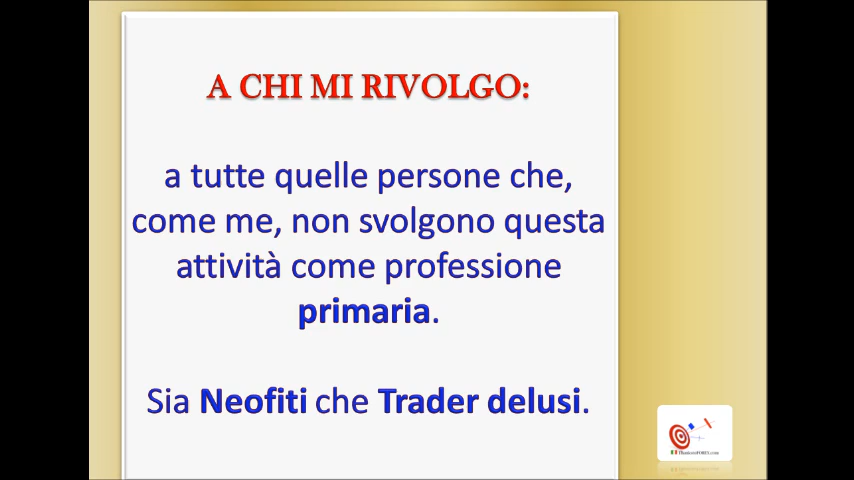 A CHI MI RIVOLGO:
a tutte quelle persone che,
come me, non svolgono questa
attività come professione
primaria.
Sia Neofiti che Trader delusi.